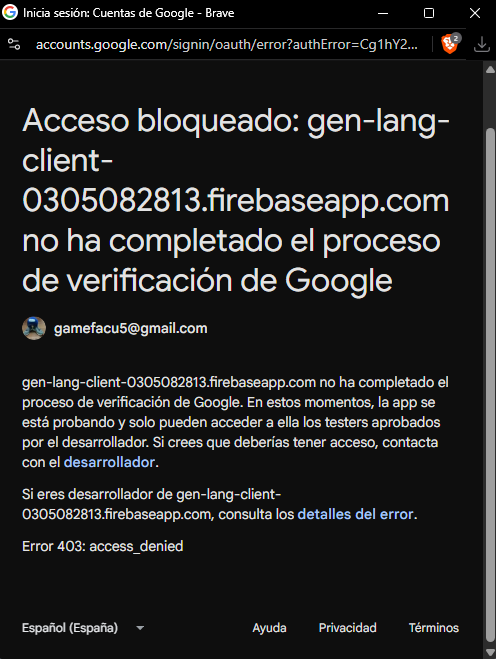 Inicia sesión: Cuentas de Google - Brave
accounts.google.com/signin/oauth/error?authError=Cg1hY2...
2
Acceso bloqueado: gen-lang-
client-
0305082813.firebaseapp.com
no ha completado el proceso
de verificación de Google
gamefacu5@gmail.com
gen-lang-client-0305082813.firebaseapp.com no ha completado el
proceso de verificación de Google. En estos momentos, la app se
está probando y solo pueden acceder a ella los testers aprobados
por el desarrollador. Si crees que deberías tener acceso, contacta
con el desarrollador.
Si eres desarrollador de gen-lang-client-
0305082813.firebaseapp.com, consulta los detalles del error.
Error 403: access_denied
Español (España)
Ayuda
Privacidad
Términos